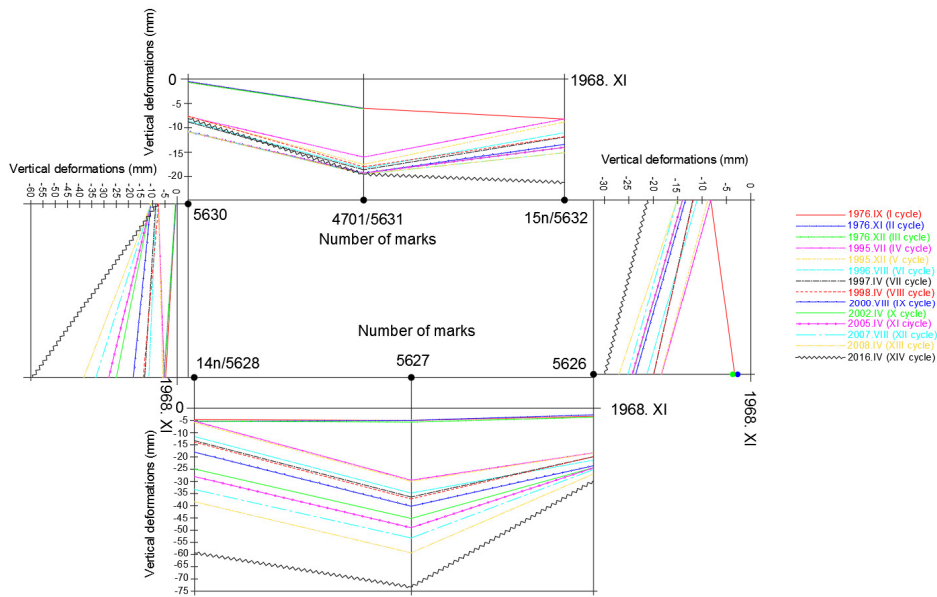 Vertical deformations (mm)
0
-5
-10
-15
-20
1968. XI
Vertical deformations (mm)
-60
-55
-50
-45
-40
-35
-30
-25
-20
-15
-10
-5
0
5630
4701/5631
15n/5632
Number of marks
Vertical deformations (mm)
-30
-25
-20
-15
-10
-5
0
1976.IX (I cycle)
1976.XI (II cycle)
1976.XII (III cycle)
1995.VII (IV cycle)
1995.XII (V cycle)
1996.VIII (VI cycle)
1997.IV (VII cycle)
1998.IV (VIII cycle)
2000.VIII (IX cycle)
2002.IV (X cycle)
2005.IV (XI cycle)
2007.VIII (XII cycle)
2008.IV (XIII cycle)
2016.IV (XIV cycle)
Number of marks
14n/5628
5627
5626
1968. XI
1968. XI
1968. XI
Vertical deformations (mm)
0
-5
-10
-15
-20
-25
-30
-35
-40
-45
-50
-55
-60
-65
-70
-75